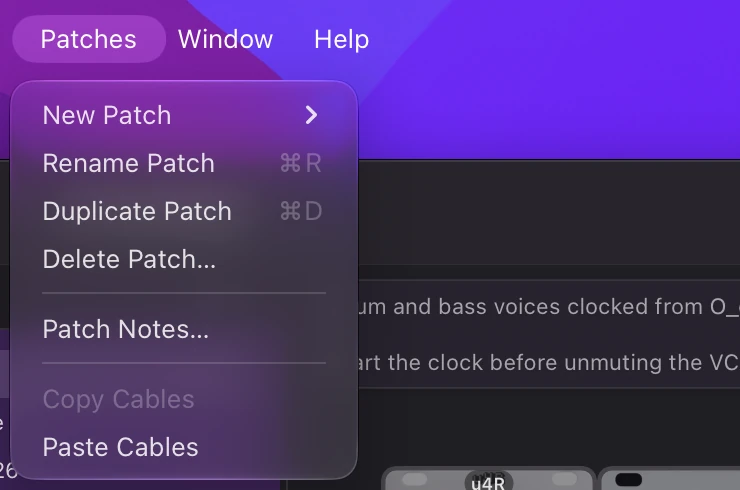 Patches Window Help
New Patch
Rename Patch ⌘R
Duplicate Patch ⌘D
Delete Patch...
um and bass voices clocked from O_
Patch Notes...
art the clock before unmuting the VC
Copy Cables
Paste Cables
26
u4R